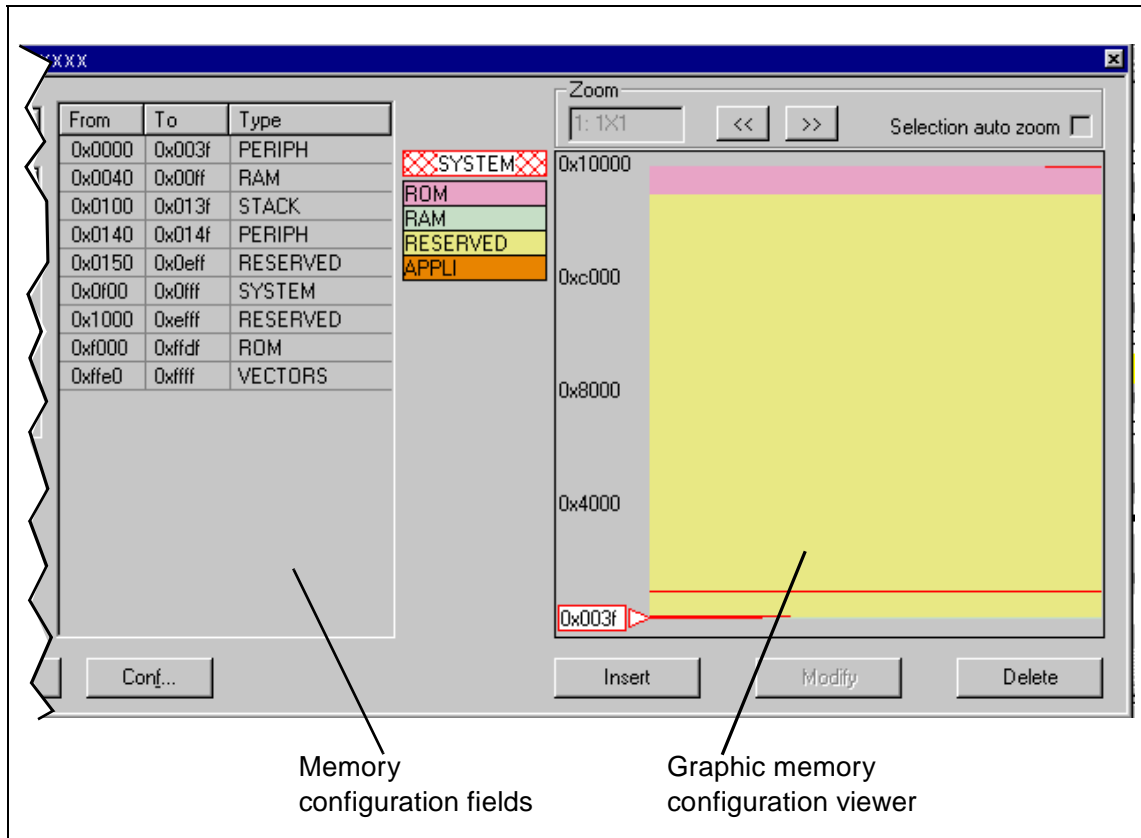 XXX
From To Type
0x0000 0x003f PERIPH
0x0040 0x00ff RAM
0x0100 0x013f STACK
0x0140 0x014f PERIPH
0x0150 0x0eff RESERVED
0x0f00 0x0fff SYSTEM
0x1000 0xefff RESERVED
0xf000 0xffdf ROM
0xffe0 0xffff VECTORS
SYSTEM
ROM
RAM
RESERVED
APPLI
Zoom
1: 1X1 << >> Selection auto zoom
0x10000
0xc000
0x8000
0x4000
0x003f
Conf...
Insert Modify Delete
Memory
configuration fields
Graphic memory
configuration viewer